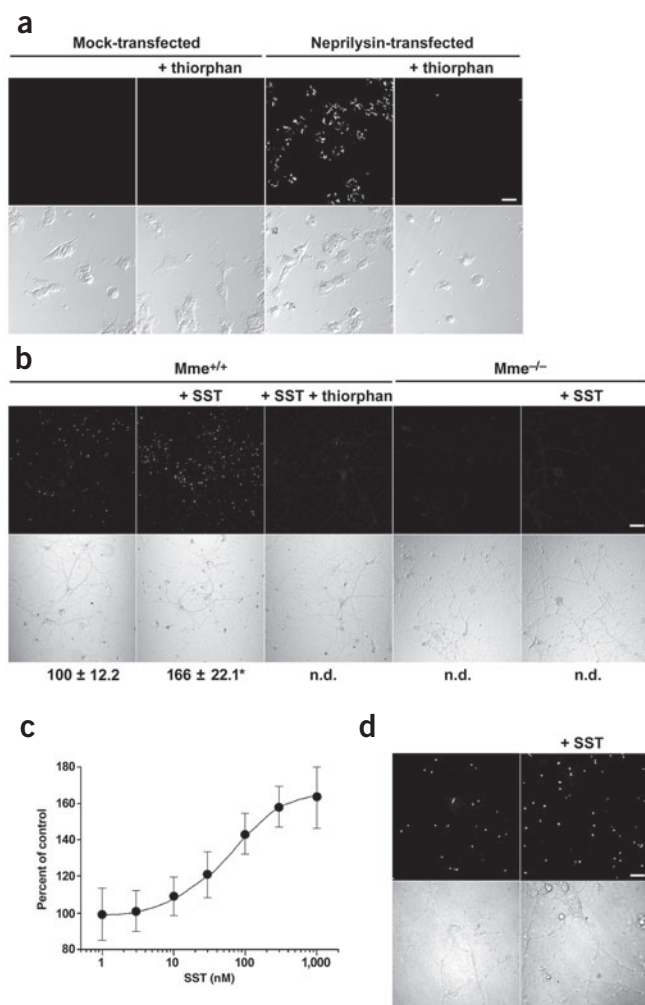 a
Mock-transfected Neprilysin-transfected
+ thiorphan + thiorphan
b
Mme+/+ Mme–/–
+ SST + SST + thiorphan + SST
100 ± 12.2 166 ± 22.1* n.d. n.d. n.d.
c
180
160
140
120
100
80
Percent of control
1 10 100 1,000
SST (nM)
d
+ SST